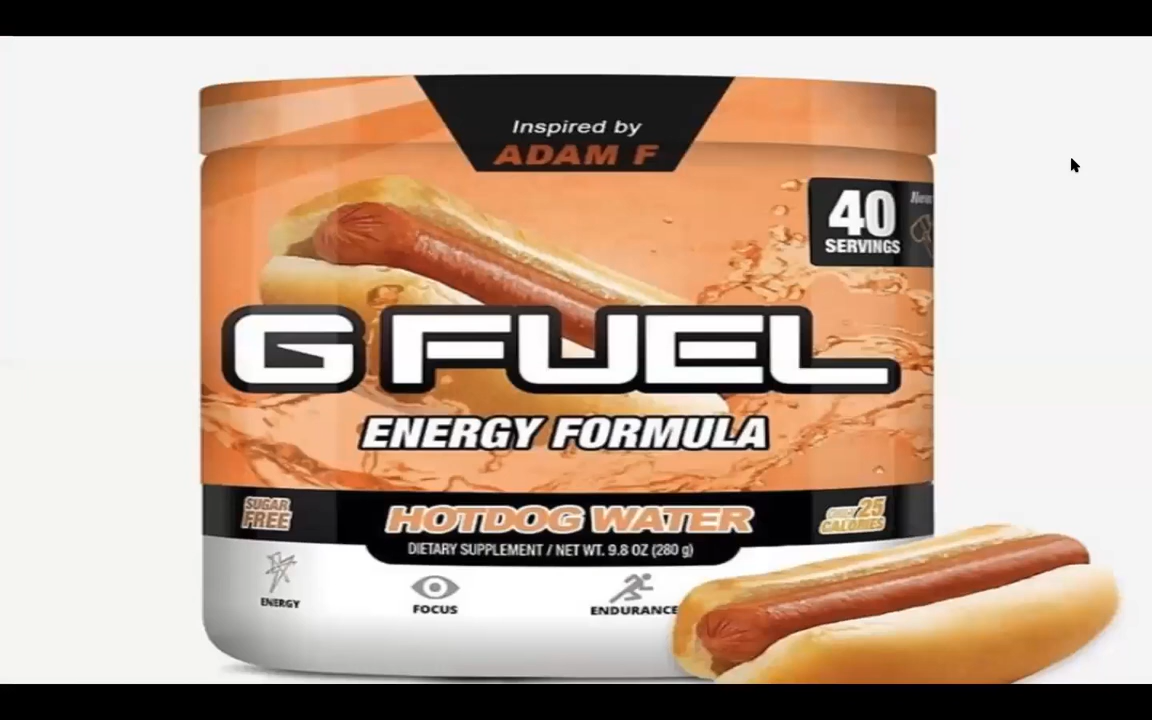 Inspired by
ADAM F
40
SERVINGS
G FUEL
ENERGY FORMULA
SUGAR
FREE
HOTDOG WATER
ONLY 25
CALORIES
DIETARY SUPPLEMENT / NET WT. 9.8 OZ (280 g)
ENERGY
FOCUS
ENDURANCE